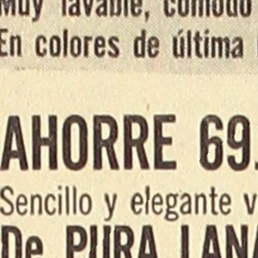 Muy lavable, cómodo
En colores de última
AHORRE 69.
Sencillo y elegante v
De PURA LANA